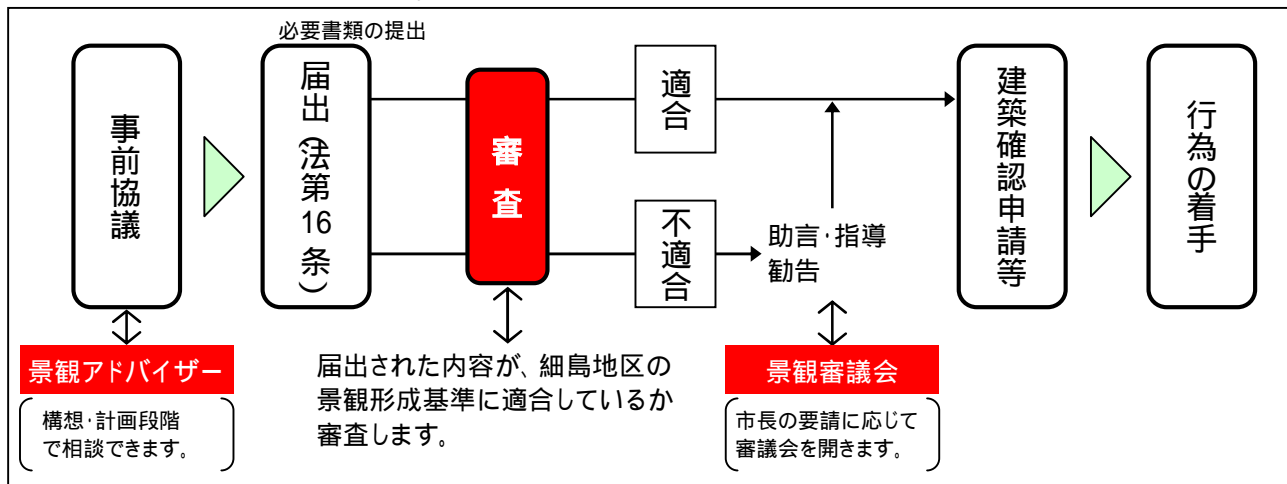 必要書類の提出
事前協議
届出（法第16条）
審査
適合
不適合
助言・指導
勧告
建築確認申請等
行為の着手
景観アドバイザー
構想・計画段階
で相談できます。
届出された内容が、細島地区の
景観形成基準に適合しているか
審査します。
景観審議会
市長の要請に応じて
審議会を開きます。